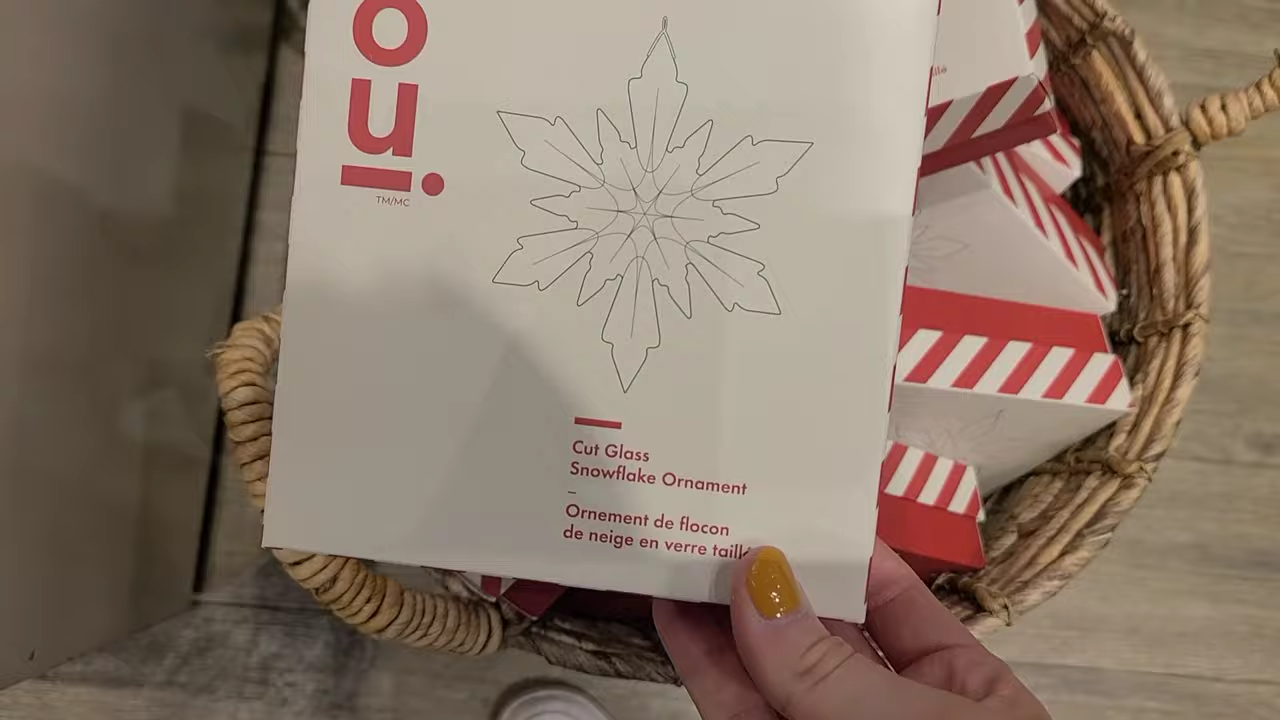 oui
TM/MC
Cut Glass
Snowflake Ornament
–
Ornement de flocon
de neige en verre